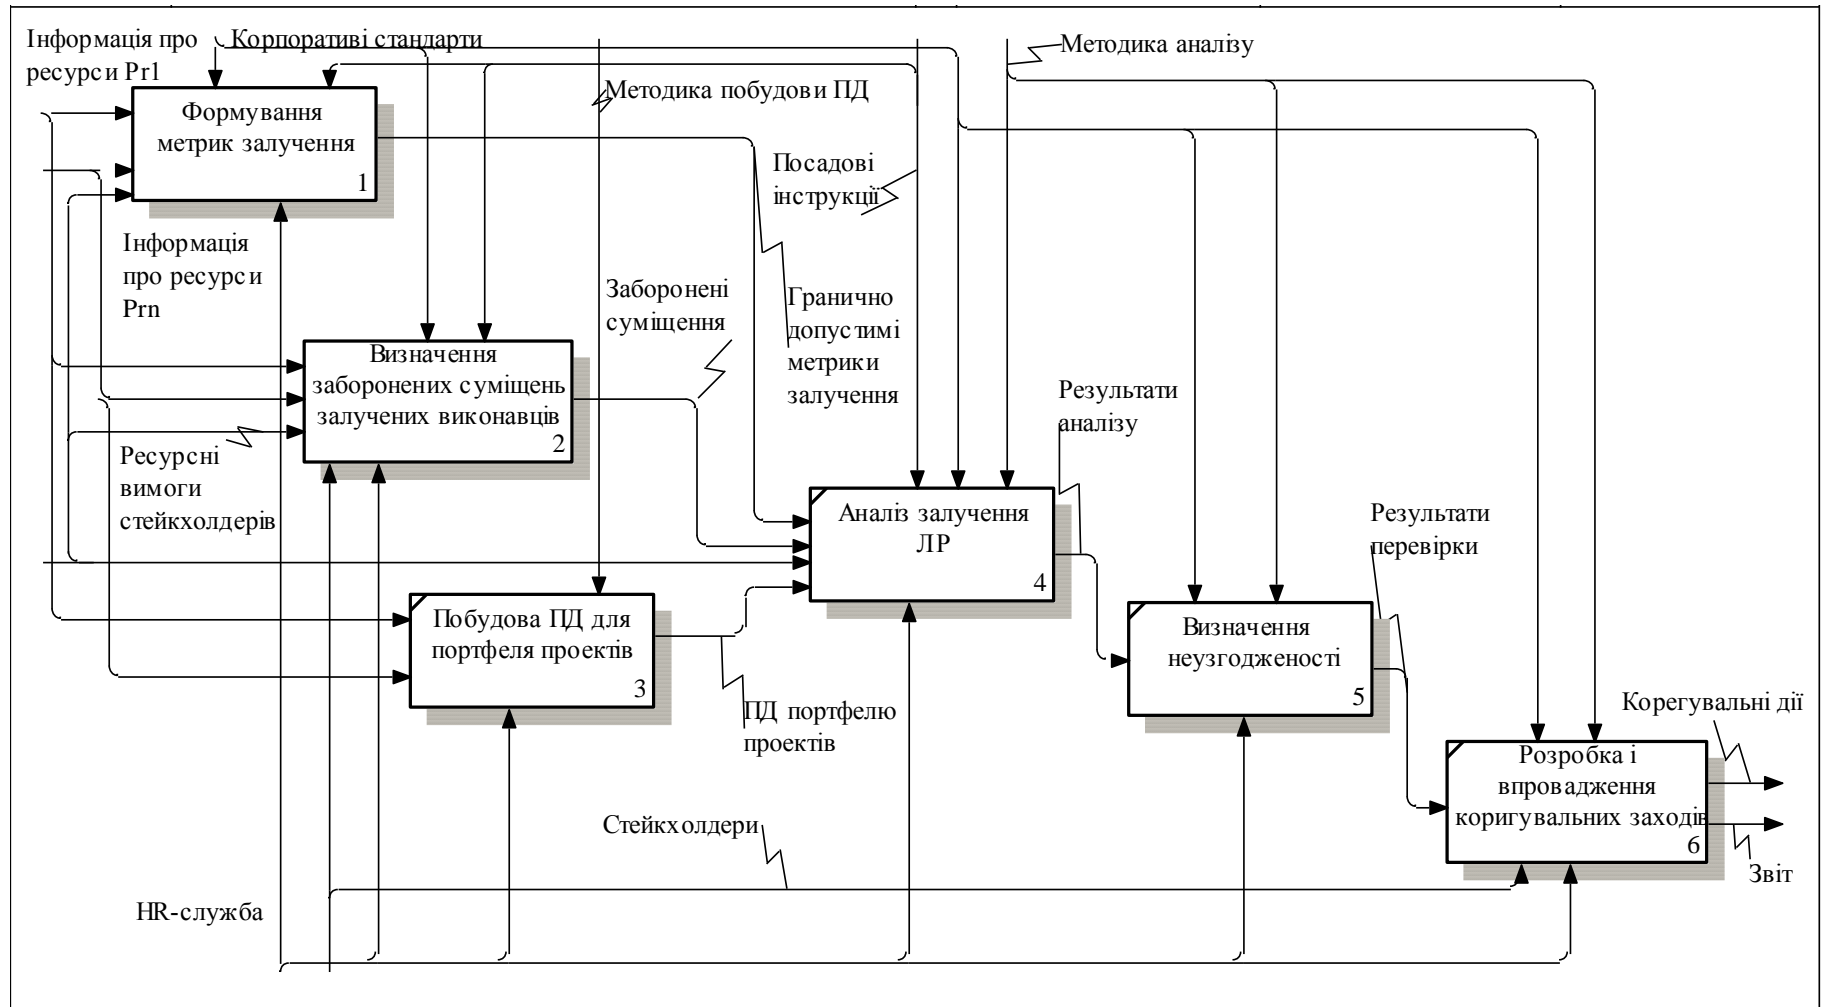 Інформація про
ресурси Pr1
Корпоративі стандарти
Методика аналізу
Методика побудови ПД
Формування
метрик залучення
1
Посадові
інструкції
Інформація
про ресурси
Prn
Заборонені
суміщення
Гранично
допустимі
метрики
залучення
Визначення
заборонених суміщень
залучених виконавців
2
Результати
аналізу
Ресурсні
вимоги
стейкхолдерів
Аналіз залучення
ЛР
4
Результати
перевірки
Побудова ПД для
портфеля проектів
3
Визначення
неузгодженості
5
ПД портфелю
проектів
Корегувальні дії
Розробка і
впровадження
коригувальних заходів
6
Стейкхолдери
Звіт
HR-служба